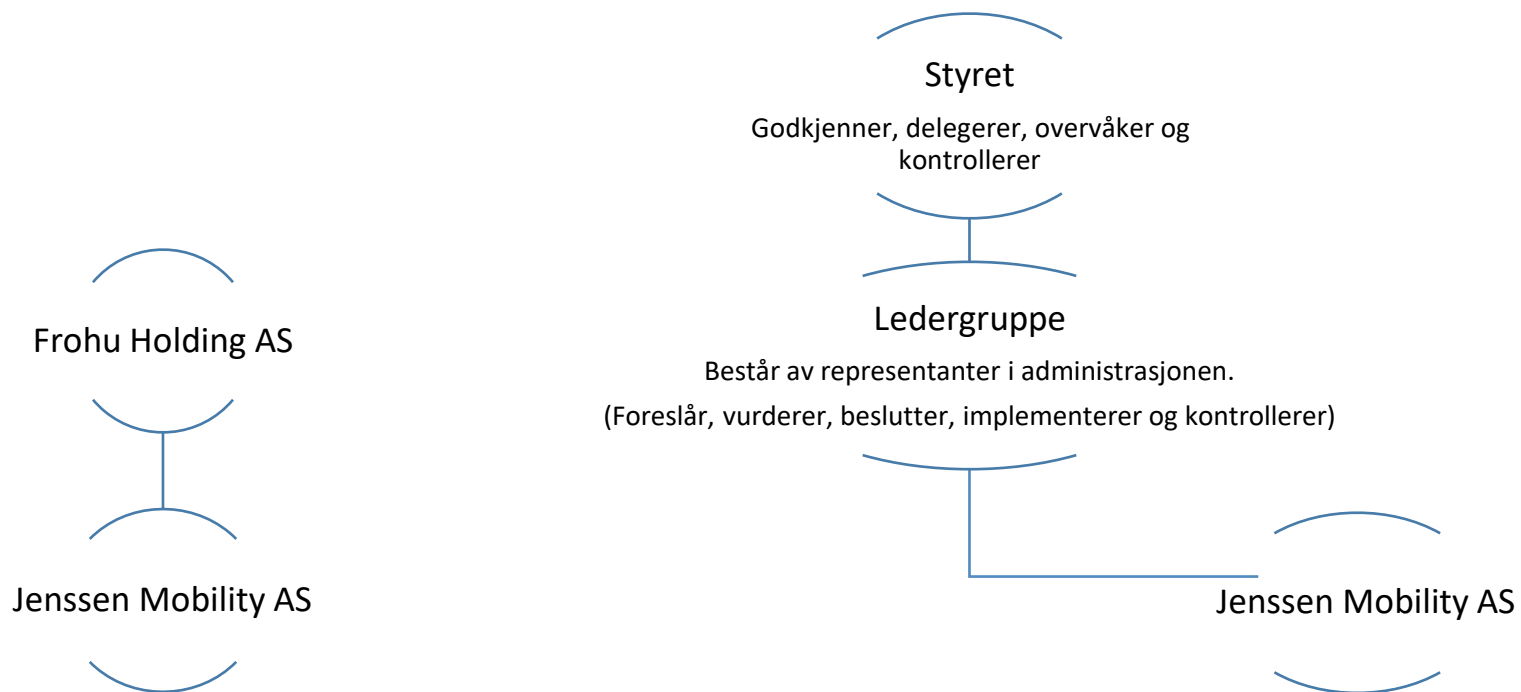 Styret
Godkjenner, delegerer, overvåker og
kontrollerer
Frohu Holding AS
Ledergruppe
Består av representanter i administrasjonen.
(Foreslår, vurderer, beslutter, implementerer og kontrollerer)
Jenssen Mobility AS
Jenssen Mobility AS